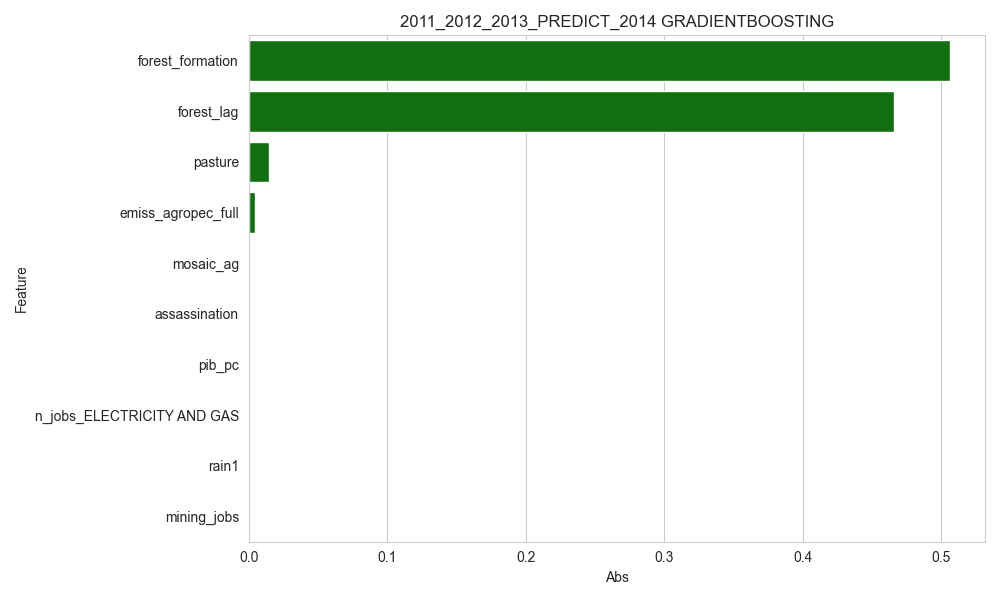 2011_2012_2013_PREDICT_2014 GRADIENTBOOSTING
Feature
forest_formation
forest_lag
pasture
emiss_agropec_full
mosaic_ag
assassination
pib_pc
n_jobs_ELECTRICITY AND GAS
rain1
mining_jobs
0.0 0.1 0.2 0.3 0.4 0.5
Abs